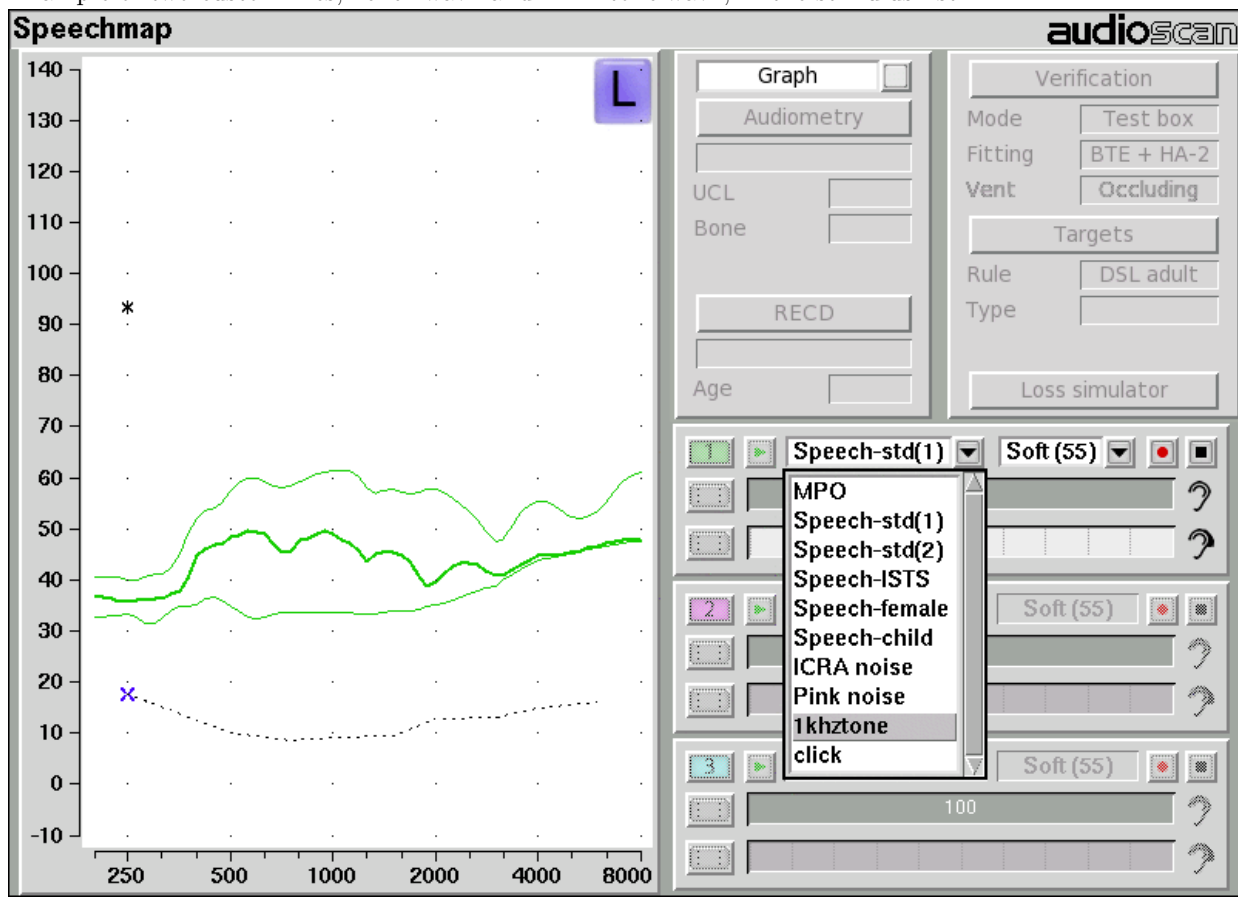 Speechmap
audioscan
140
130
120
110
100
90
80
70
60
50
40
30
20
10
0
-10
250 500 1000 2000 4000 8000
L
Graph
Audiometry
UCL
Bone
RECD
Age
Verification
Mode Test box
Fitting BTE + HA-2
Vent Occluding
Targets
Rule DSL adult
Type
Loss simulator
1 Speech-std(1) Soft (55)
MPO
Speech-std(1)
Speech-std(2)
Speech-ISTS
Speech-female
Speech-child
ICRA noise
Pink noise
1khztone
click
2 Soft (55)
3 Soft (55)
100